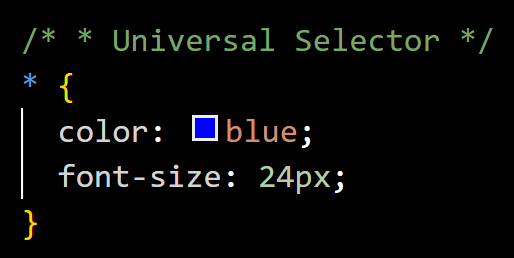 /* * Universal Selector */
* {
color: blue;
font-size: 24px;
}